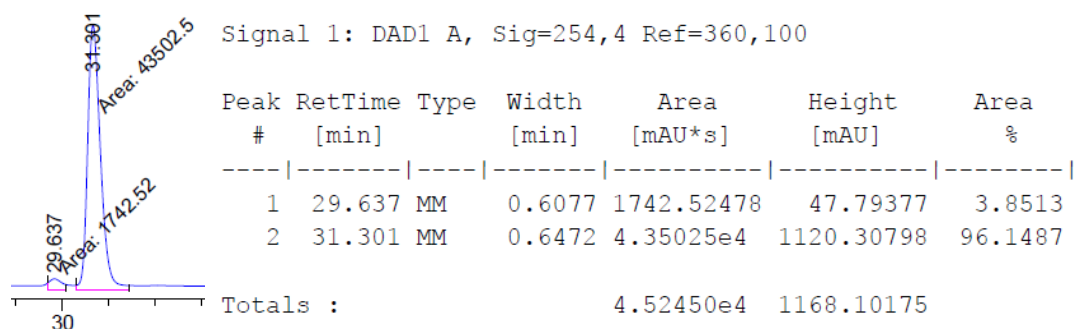 31.301
Area: 43502.5
29.637
Area: 1742.52
30
Signal 1: DAD1 A, Sig=254,4 Ref=360,100
Peak RetTime Type  Width     Area      Height     Area
  #   [min]        [min]   [mAU*s]     [mAU]        %
----|-------|----|-------|----------|----------|--------|
   1  29.637 MM    0.6077 1742.52478   47.79377   3.8513
   2  31.301 MM    0.6472 4.35025e4  1120.30798  96.1487
Totals :                  4.52450e4  1168.10175